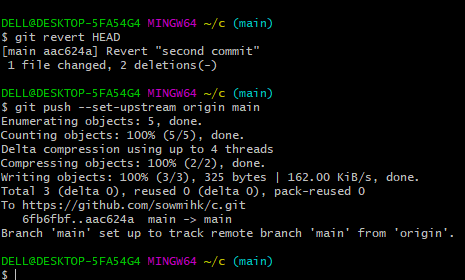 DELL@DESKTOP-5FA54G4 MINGW64 ~/c (main)
$ git revert HEAD
[main aac624a] Revert "second commit"
 1 file changed, 2 deletions(-)

DELL@DESKTOP-5FA54G4 MINGW64 ~/c (main)
$ git push --set-upstream origin main
Enumerating objects: 5, done.
Counting objects: 100% (5/5), done.
Delta compression using up to 4 threads
Compressing objects: 100% (2/2), done.
Writing objects: 100% (3/3), 325 bytes | 162.00 KiB/s, done.
Total 3 (delta 0), reused 0 (delta 0), pack-reused 0
To https://github.com/sowmihk/c.git
   6fb6fbf..aac624a  main -> main
Branch 'main' set up to track remote branch 'main' from 'origin'.

DELL@DESKTOP-5FA54G4 MINGW64 ~/c (main)
$